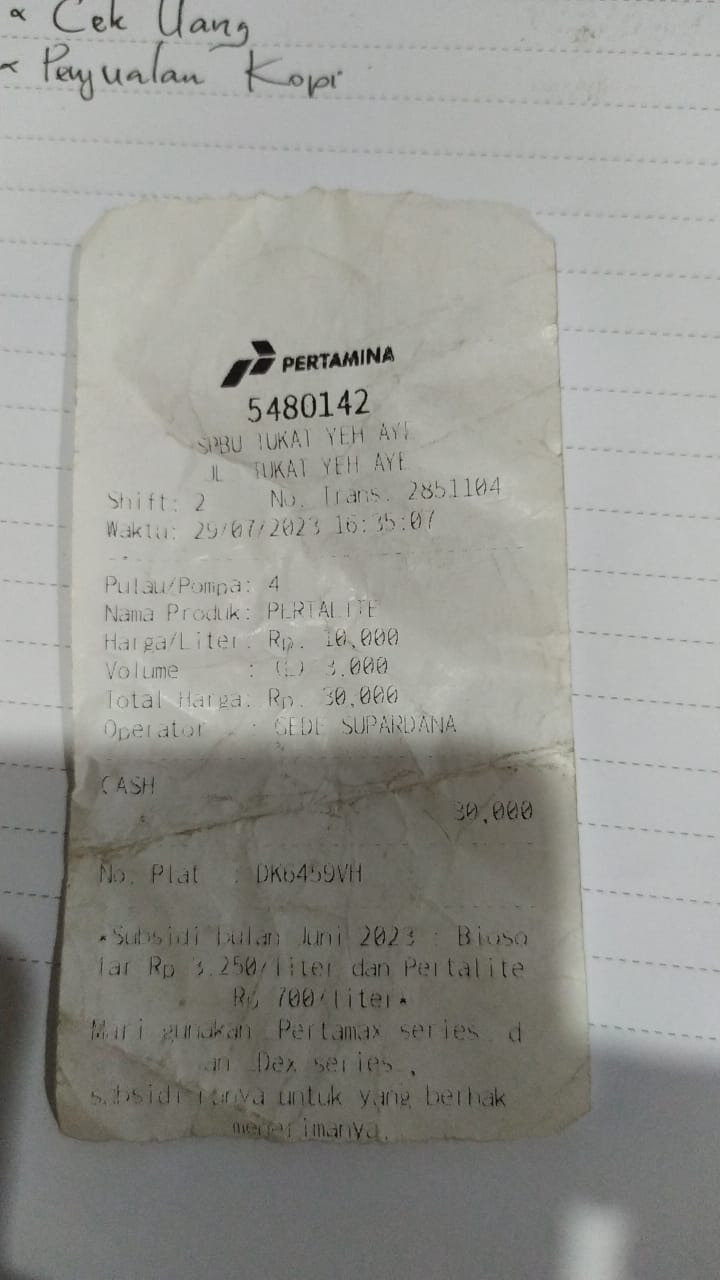 Cek Uang
Penjualan Kopi
PERTAMINA
5480142
SPBU TUKAT YEH AYE
JL. TUKAT YEH AYE
Shift: 2 No. Trans: 2851104
Waktu: 29/07/2023 16:35:07
Pulau/Pompa: 4
Nama Produk: PERTALITE
Harga/Liter: Rp. 10.000
Volume : (L) 3.000
Total Harga: Rp. 30.000
Operator : GEDE SUPARDANA
CASH
30.000
No. Plat : DK6459VH
*Subsidi bulan Juni 2023 : Bioso
lar Rp 3.250/liter dan Pertalite
Rp 700/liter*
Mari gunakan Pertamax series d
an Dex series ,
subsidi hanya untuk yang berhak
menerimanya.